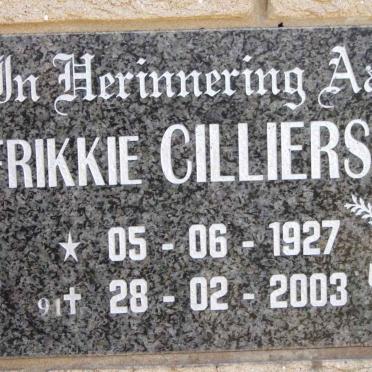 In Herinnering Aa
FRIKKIE CILLIERS
★ 05 - 06 - 1927
91 ✝ 28 - 02 - 2003